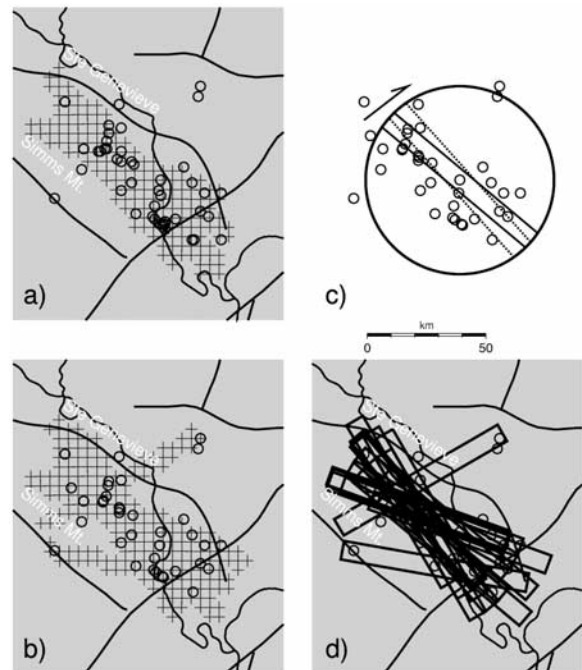 Ste Genevieve
Simms Mt.
a)
c)
km
0 50
Ste Genevieve
Simms Mt.
b)
Ste Genevieve
Simms Mt.
d)